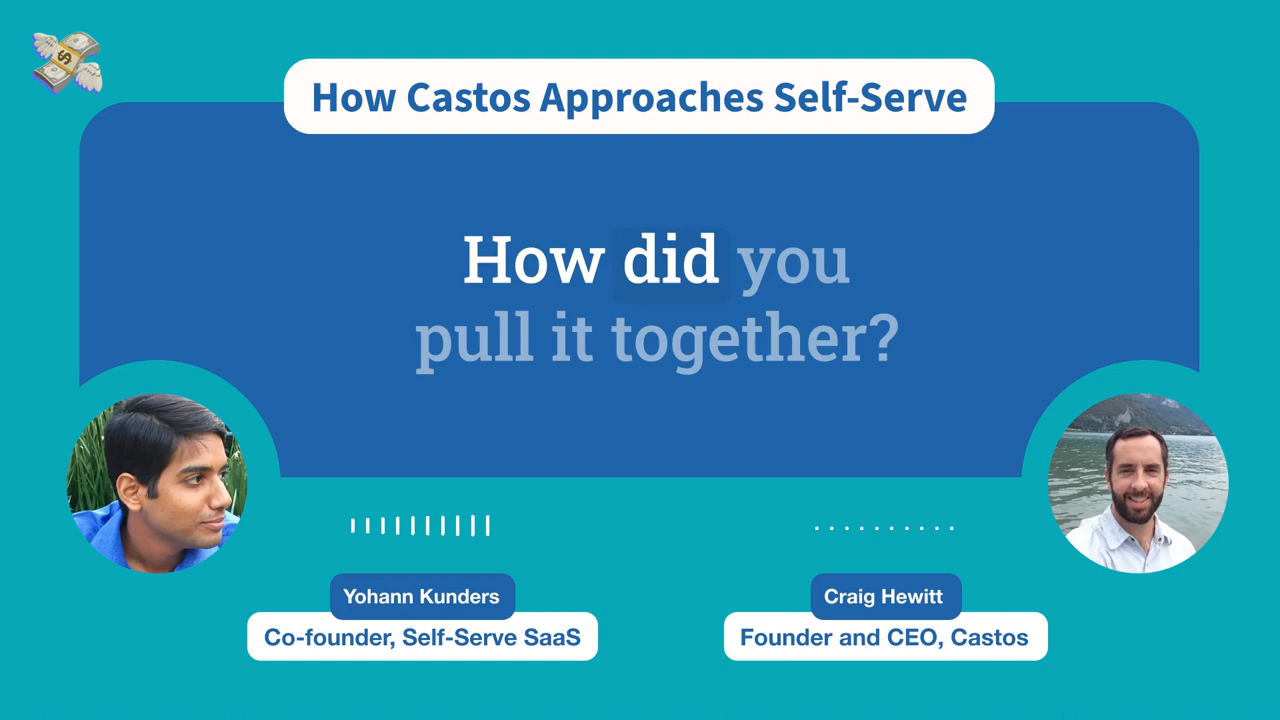 How Castos Approaches Self-Serve
How did you
pull it together?
Yohann Kunders
Co-founder, Self-Serve SaaS
Craig Hewitt
Founder and CEO, Castos